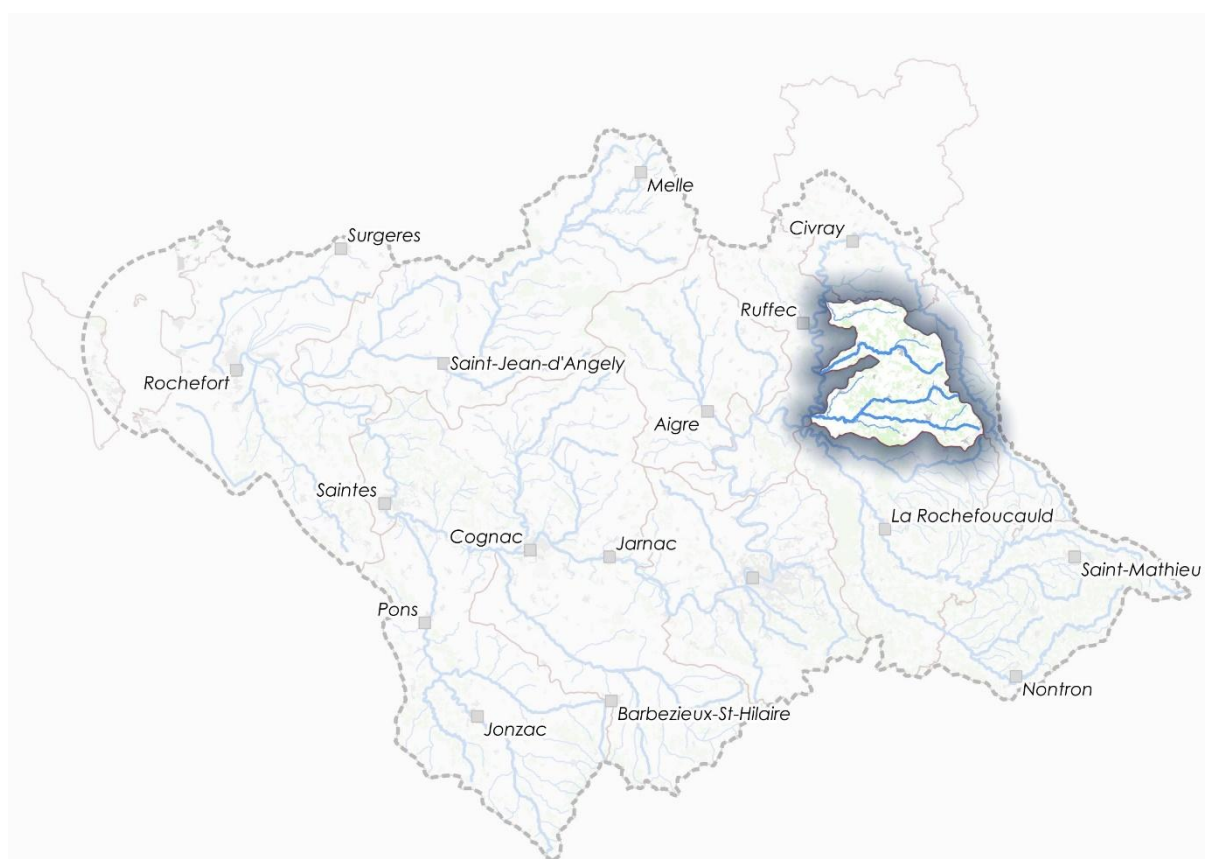 Melle
Surgeres
Civray
Ruffec
Saint-Jean-d'Angely
Rochefort
Aigre
Saintes
La Rochefoucauld
Cognac
Jarnac
Saint-Mathieu
Pons
Nontron
Barbezieux-St-Hilaire
Jonzac